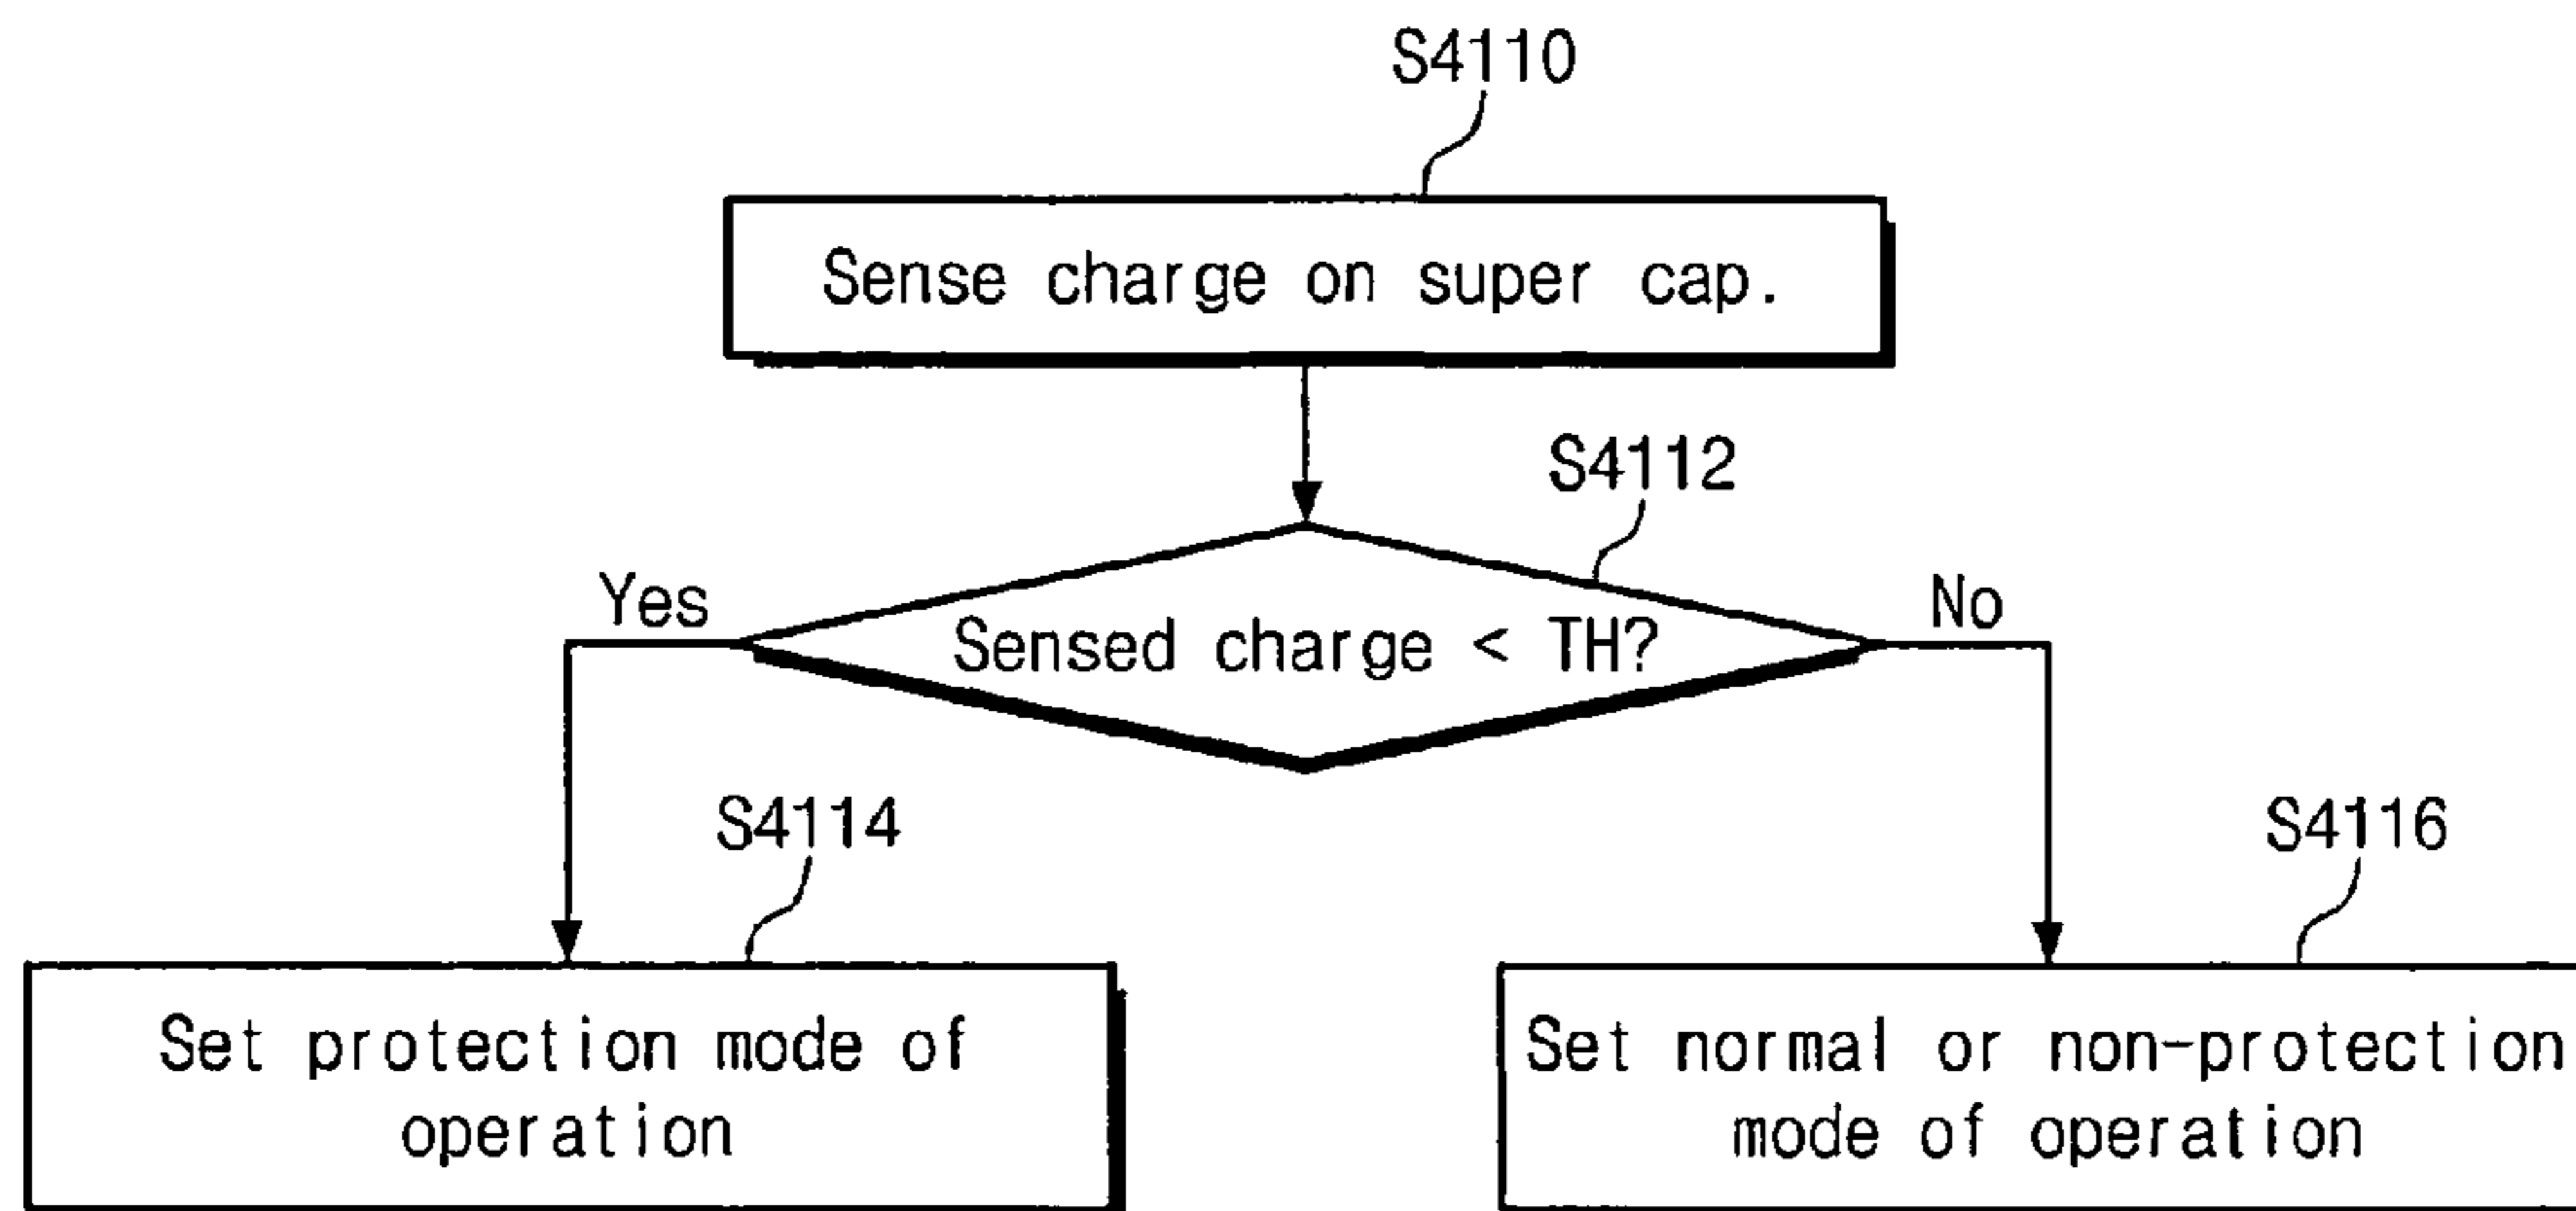 S4110
Sense charge on super cap.
S4112
Yes
No
Sensed charge < TH?
S4114
S4116
Set protection mode of
operation
Set normal or non-protection
mode of operation